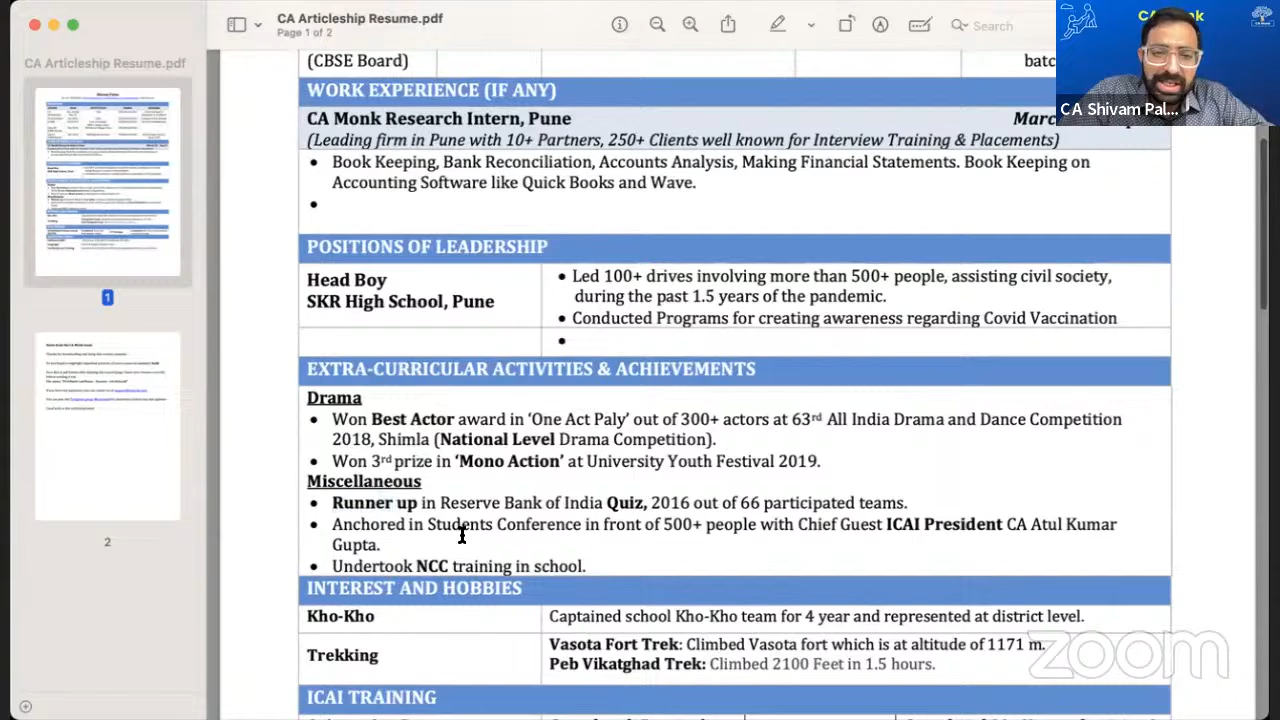 CA Articleship Resume.pdf
Page 1 of 2
Search
CA Articleship Resume.pdf
1
2
CA Shivam Pal...
(CBSE Board)
batc
WORK EXPERIENCE (IF ANY)
CA Monk Research Intern Pune
Marc
(Leading firm in Pune with 4 Partners, 250+ Clients well known for interview Training & Placements)
• Book Keeping, Bank Reconciliation, Accounts Analysis Making Financial Statements Book Keeping on
Accounting Software like Quick Books and Wave.
•
POSITIONS OF LEADERSHIP
Head Boy
SKR High School, Pune
• Led 100+ drives involving more than 500+ people, assisting civil society,
during the past 1.5 years of the pandemic.
• Conducted Programs for creating awareness regarding Covid Vaccination
•
EXTRA-CURRICULAR ACTIVITIES & ACHIEVEMENTS
Drama
• Won Best Actor award in 'One Act Paly' out of 300+ actors at 63rd All India Drama and Dance Competition
2018, Shimla (National Level Drama Competition).
• Won 3rd prize in 'Mono Action' at University Youth Festival 2019.
Miscellaneous
• Runner up in Reserve Bank of India Quiz, 2016 out of 66 participated teams.
• Anchored in Students Conference in front of 500+ people with Chief Guest ICAI President CA Atul Kumar
Gupta.
• Undertook NCC training in school.
INTEREST AND HOBBIES
Kho-Kho
Captained school Kho-Kho team for 4 year and represented at district level.
Trekking
Vasota Fort Trek: Climbed Vasota fort which is at altitude of 1171 m.
Peb Vikatghad Trek: Climbed 2100 Feet in 1.5 hours.
ICAI TRAINING
zoom